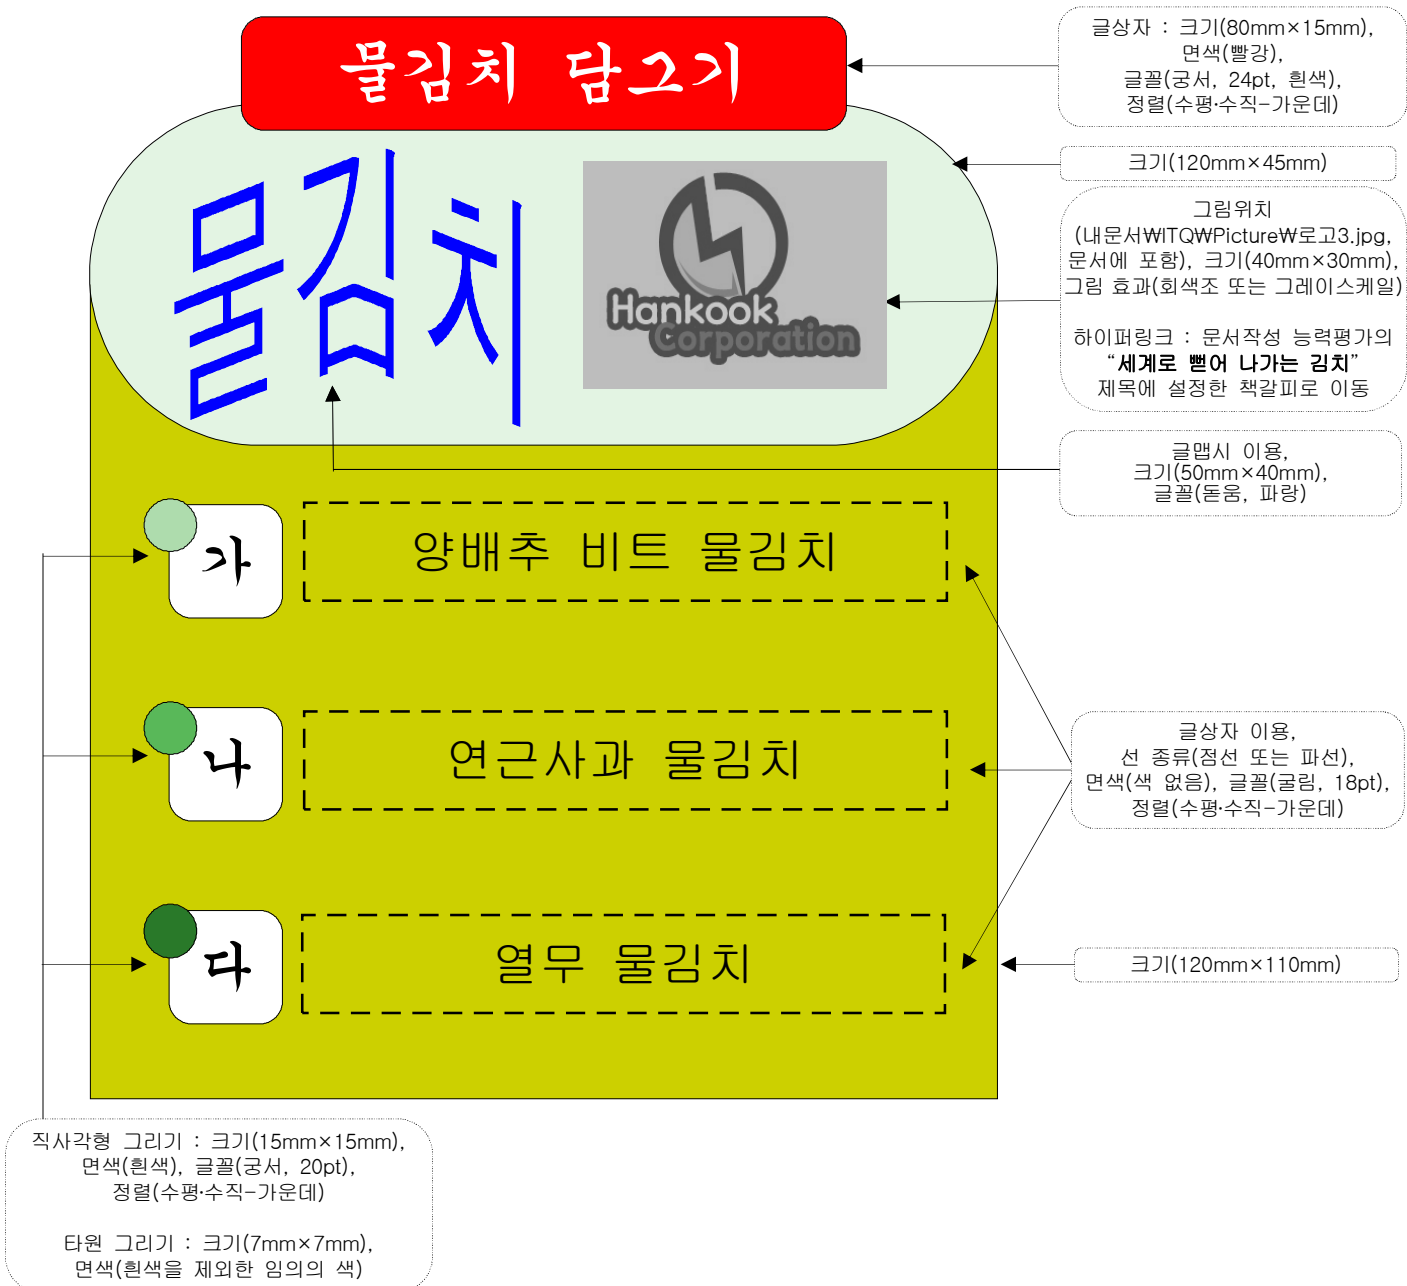 물김치 담그기
글상자 : 크기(80mm×15mm),
면색(빨강),
글꼴(궁서, 24pt, 흰색),
정렬(수평·수직-가운데)
크기(120mm×45mm)
물김치
Hankook
Corporation
그림위치
(내문서₩ITQ₩Picture₩로고3.jpg,
문서에 포함), 크기(40mm×30mm),
그림 효과(회색조 또는 그레이스케일)
하이퍼링크 : 문서작성 능력평가의
“세계로 뻗어 나가는 김치”
제목에 설정한 책갈피로 이동
글맵시 이용,
크기(50mm×40mm),
글꼴(돋움, 파랑)
가
양배추 비트 물김치
나
연근사과 물김치
글상자 이용,
선 종류(점선 또는 파선),
면색(색 없음), 글꼴(굴림, 18pt),
정렬(수평·수직-가운데)
다
열무 물김치
크기(120mm×110mm)
직사각형 그리기 : 크기(15mm×15mm),
면색(흰색), 글꼴(궁서, 20pt),
정렬(수평·수직-가운데)
타원 그리기 : 크기(7mm×7mm),
면색(흰색을 제외한 임의의 색)